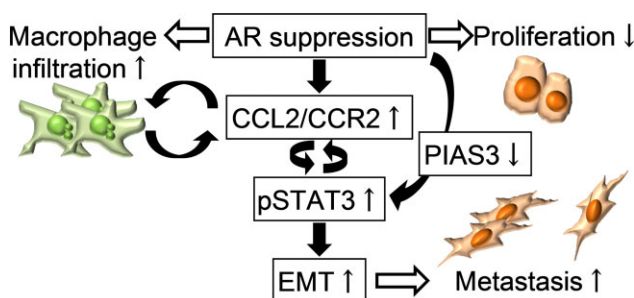 Macrophage
infiltration ↑
AR suppression
Proliferation ↓
CCL2/CCR2 ↑
PIAS3 ↓
pSTAT3 ↑
EMT ↑
Metastasis ↑